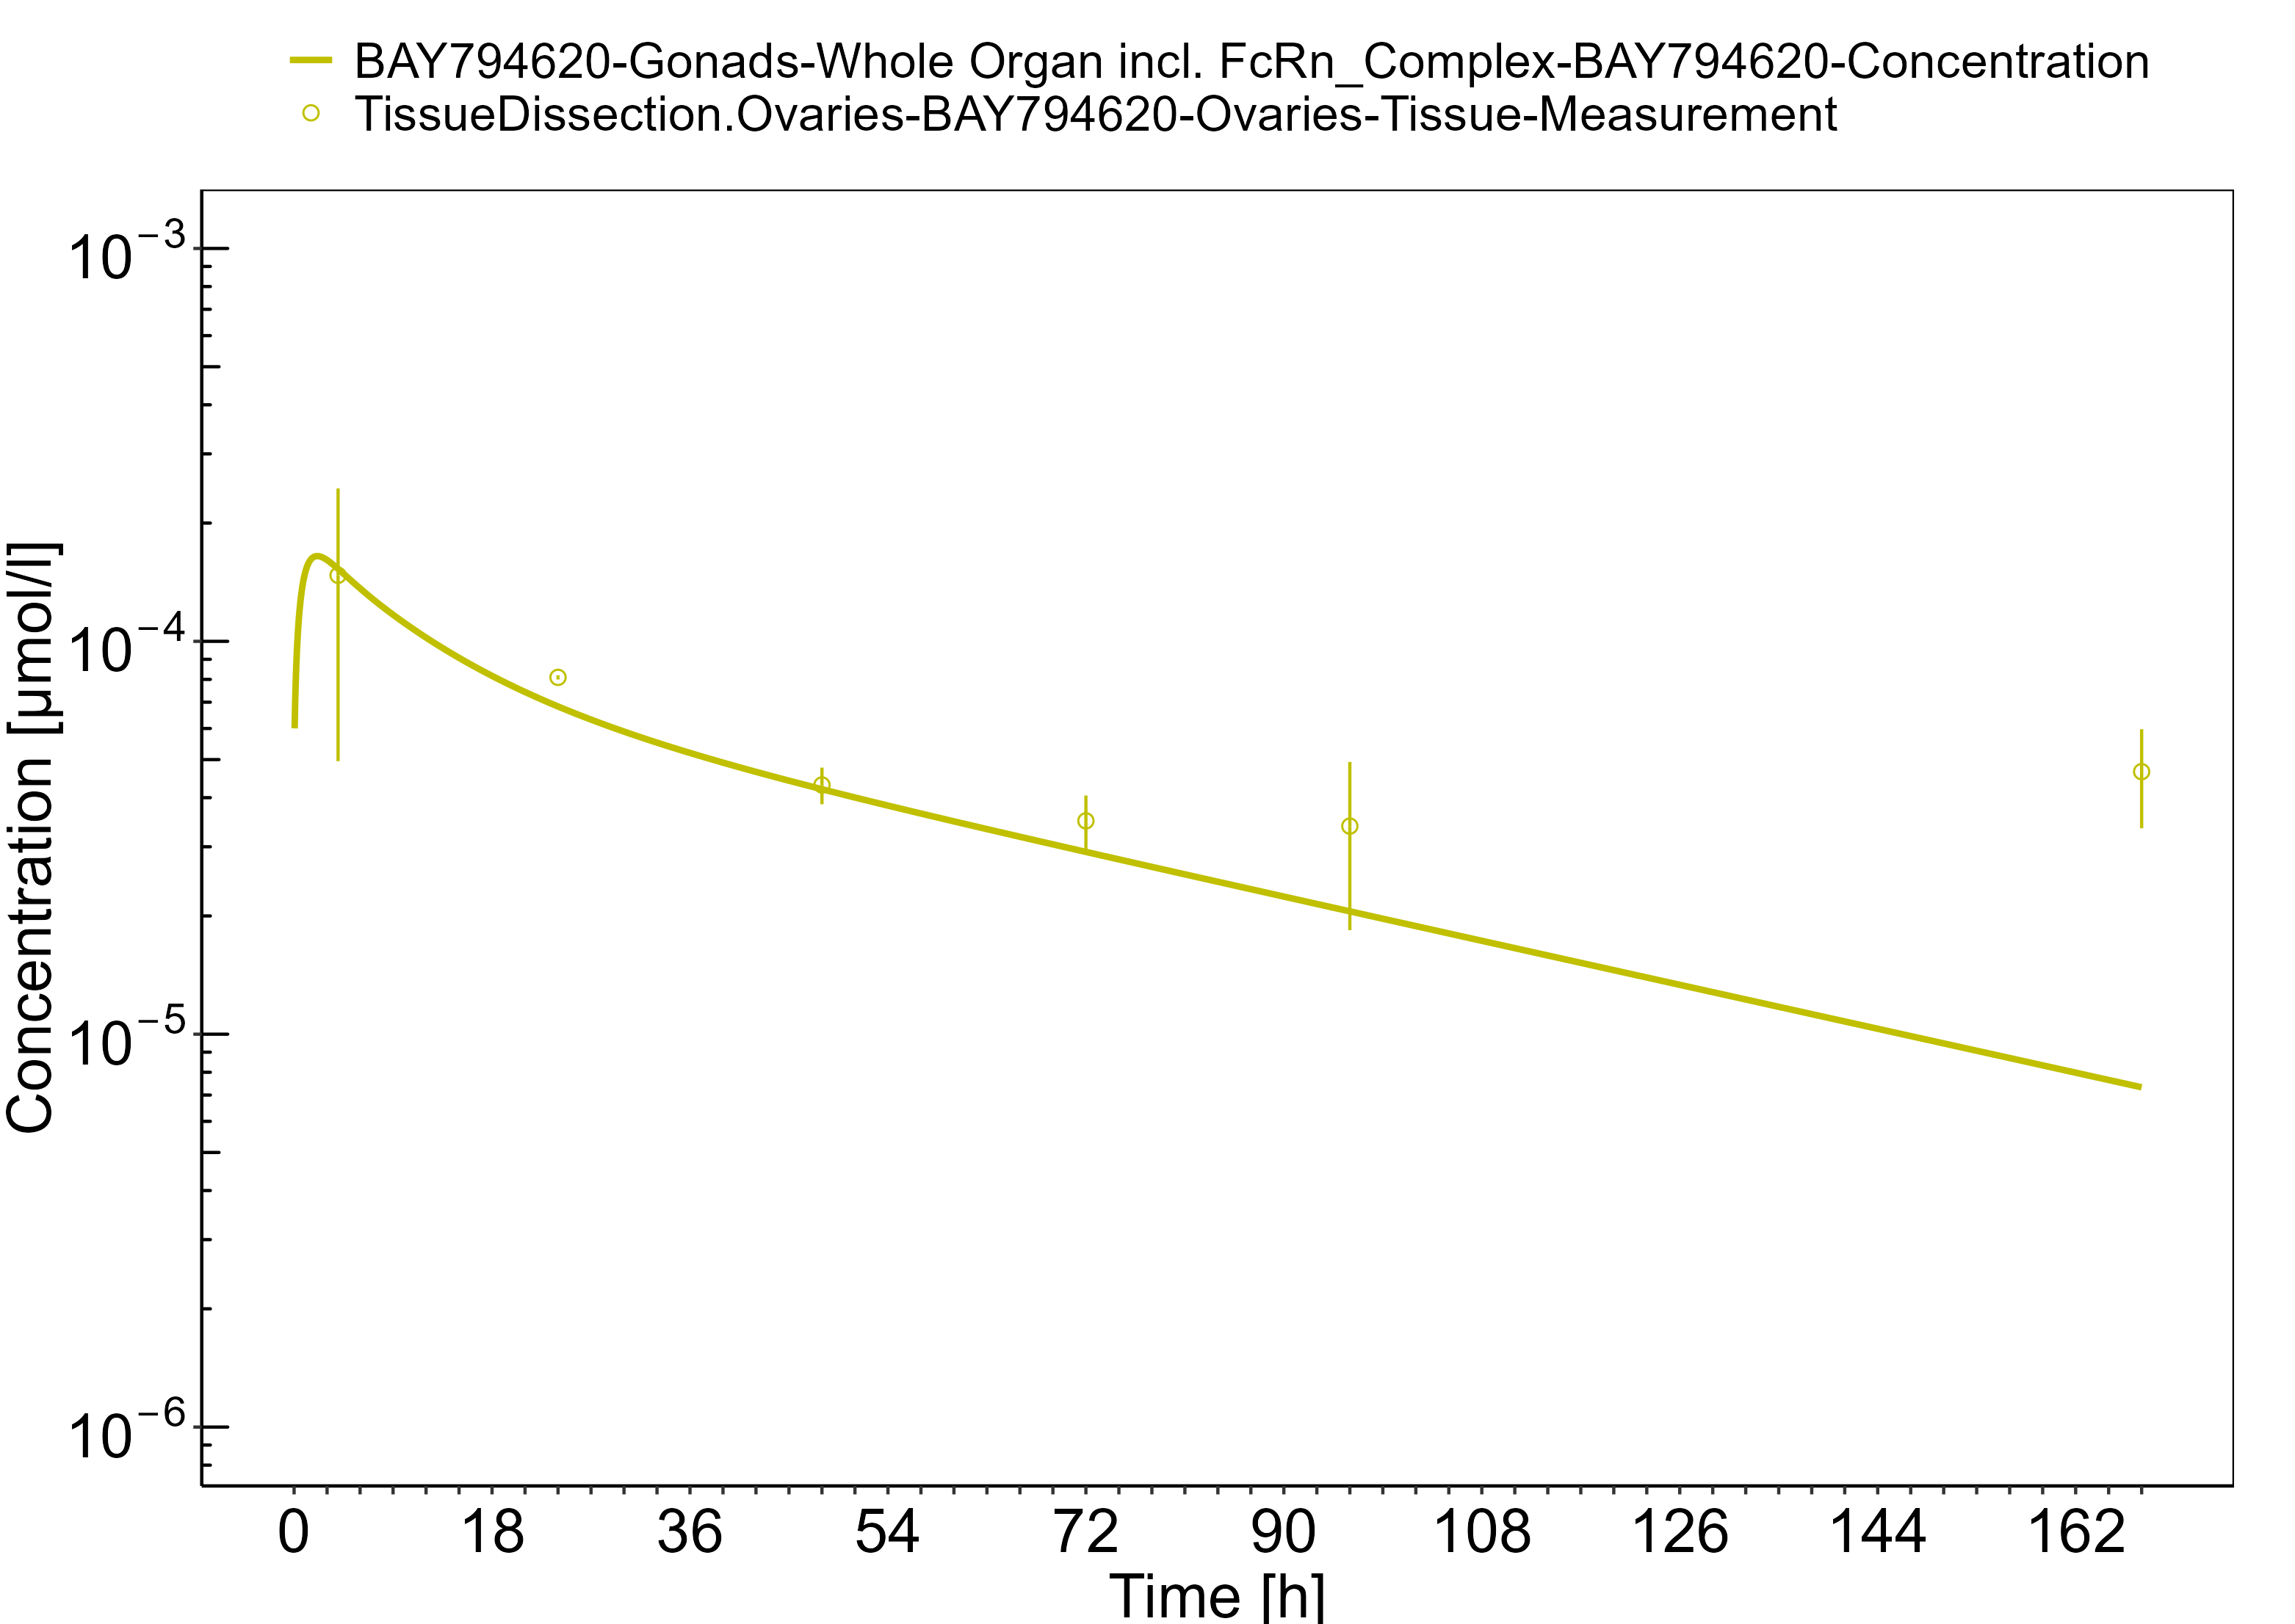 BAY794620-Gonads-Whole Organ incl. FcRn_Complex-BAY794620-Concentration
TissueDissection.Ovaries-BAY794620-Ovaries-Tissue-Measurement
Concentration [µmol/l]
10⁻³
10⁻⁴
10⁻⁵
10⁻⁶
0 18 36 54 72 90 108 126 144 162
Time [h]